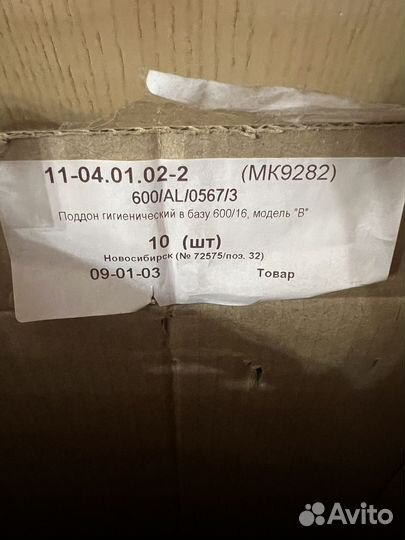 11-04.01.02-2 (МК9282)
600/AL/0567/3
Поддон гигиенический в базу 600/16, модель "В"
10 (шт)
Новосибирск (№ 72575/поз. 32)
09-01-03 Товар
Avito